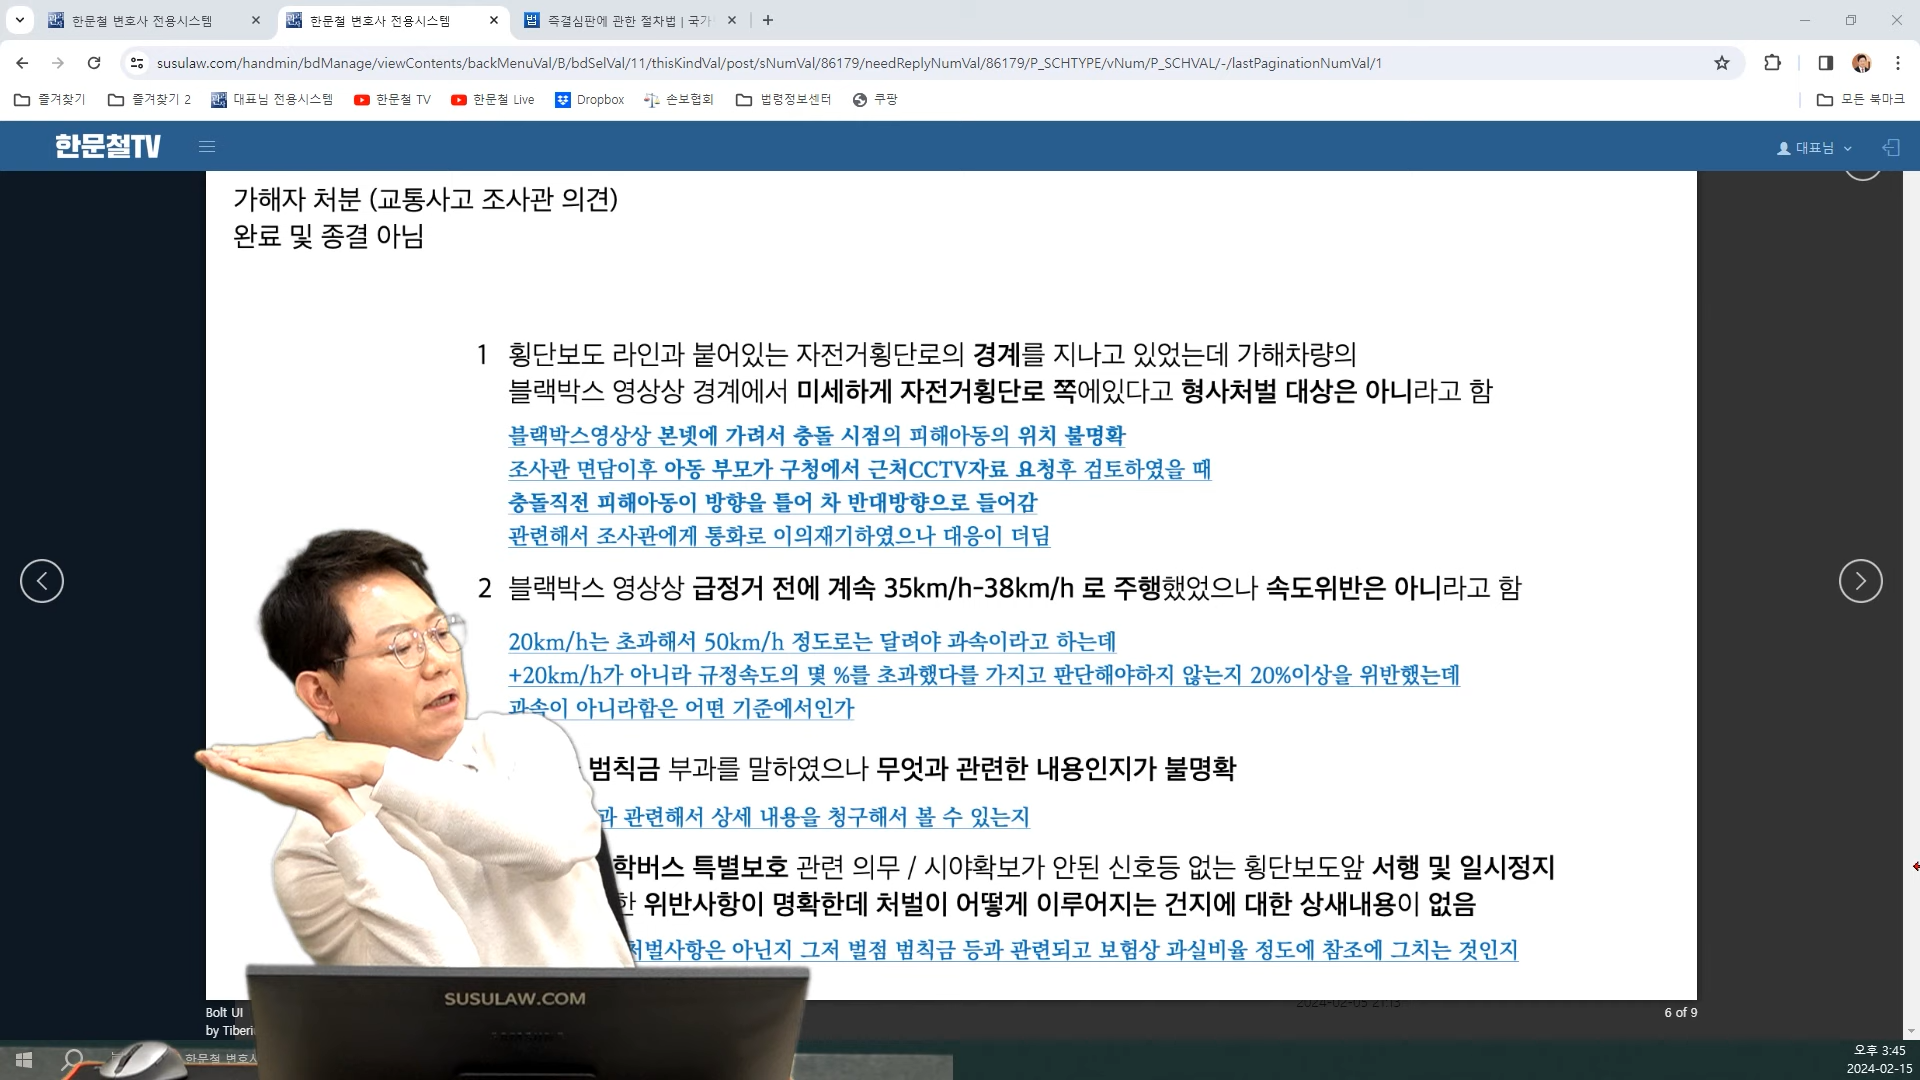 한문철 변호사 전용시스템
한문철 변호사 전용시스템
즉결심판에 관한 절차법 | 국가
susulaw.com/handmin/bdManage/viewContents/backMenuVal/B/bdSelVal/11/thisKindVal/post/sNumVal/86179/needReplyNumVal/86179/P_SCHTYPE/vNum/P_SCHVAL/-/lastPaginationNumVal/1
즐겨찾기 즐겨찾기 2 대표님 전용시스템 한문철 TV 한문철 Live Dropbox 손보협회 법령정보센터 쿠팡 모든 북마크
한문철TV 대표님
가해자 처분 (교통사고 조사관 의견)
완료 및 종결 아님
1 횡단보도 라인과 붙어있는 자전거횡단로의 경계를 지나고 있었는데 가해차량의
블랙박스 영상상 경계에서 미세하게 자전거횡단로 쪽에있다고 형사처벌 대상은 아니라고 함
블랙박스영상상 본넷에 가려서 충돌 시점의 피해아동의 위치 불명확
조사관 면담이후 아동 부모가 구청에서 근처CCTV자료 요청후 검토하였을 때
충돌직전 피해아동이 방향을 틀어 차 반대방향으로 들어감
관련해서 조사관에게 통화로 이의재기하였으나 대응이 더딤
2 블랙박스 영상상 급정거 전에 계속 35km/h-38km/h 로 주행했었으나 속도위반은 아니라고 함
20km/h는 초과해서 50km/h 정도로는 달려야 과속이라고 하는데
+20km/h가 아니라 규정속도의 몇 %를 초과했다를 가지고 판단해야하지 않는지 20%이상을 위반했는데
과속이 아니라함은 어떤 기준에서인가
범칙금 부과를 말하였으나 무엇과 관련한 내용인지가 불명확
과 관련해서 상세 내용을 청구해서 볼 수 있는지
학버스 특별보호 관련 의무 / 시야확보가 안된 신호등 없는 횡단보도앞 서행 및 일시정지
한 위반사항이 명확한데 처벌이 어떻게 이루어지는 건지에 대한 상새내용이 없음
처벌사항은 아닌지 그저 벌점 범칙금 등과 관련되고 보험상 과실비율 정도에 참조에 그치는 것인지
SUSULAW.COM
2024-02-05 21:13
Bolt UI
by Tiberi
6 of 9
한문철 변호사
오후 3:45
2024-02-15